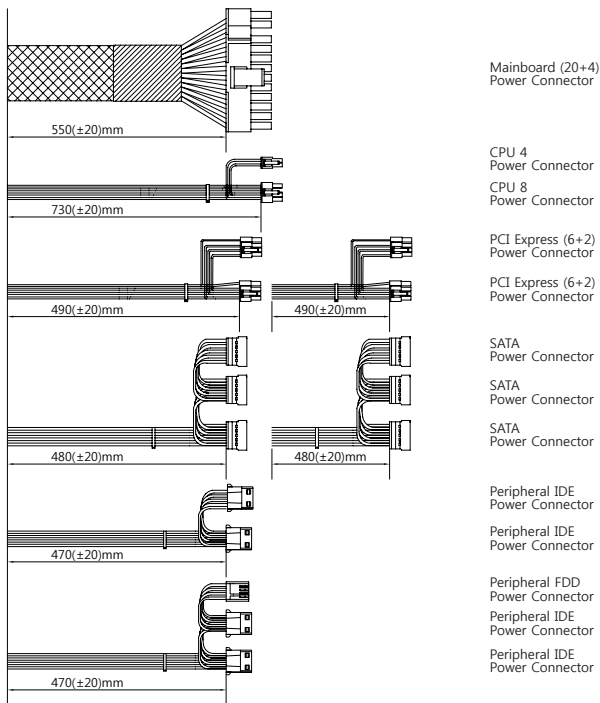 Mainboard (20+4)
Power Connector
550(±20)mm
CPU 4
Power Connector
CPU 8
Power Connector
730(±20)mm
PCI Express (6+2)
Power Connector
PCI Express (6+2)
Power Connector
490(±20)mm
490(±20)mm
SATA
Power Connector
SATA
Power Connector
SATA
Power Connector
480(±20)mm
480(±20)mm
Peripheral IDE
Power Connector
Peripheral IDE
Power Connector
470(±20)mm
Peripheral FDD
Power Connector
Peripheral IDE
Power Connector
Peripheral IDE
Power Connector
470(±20)mm